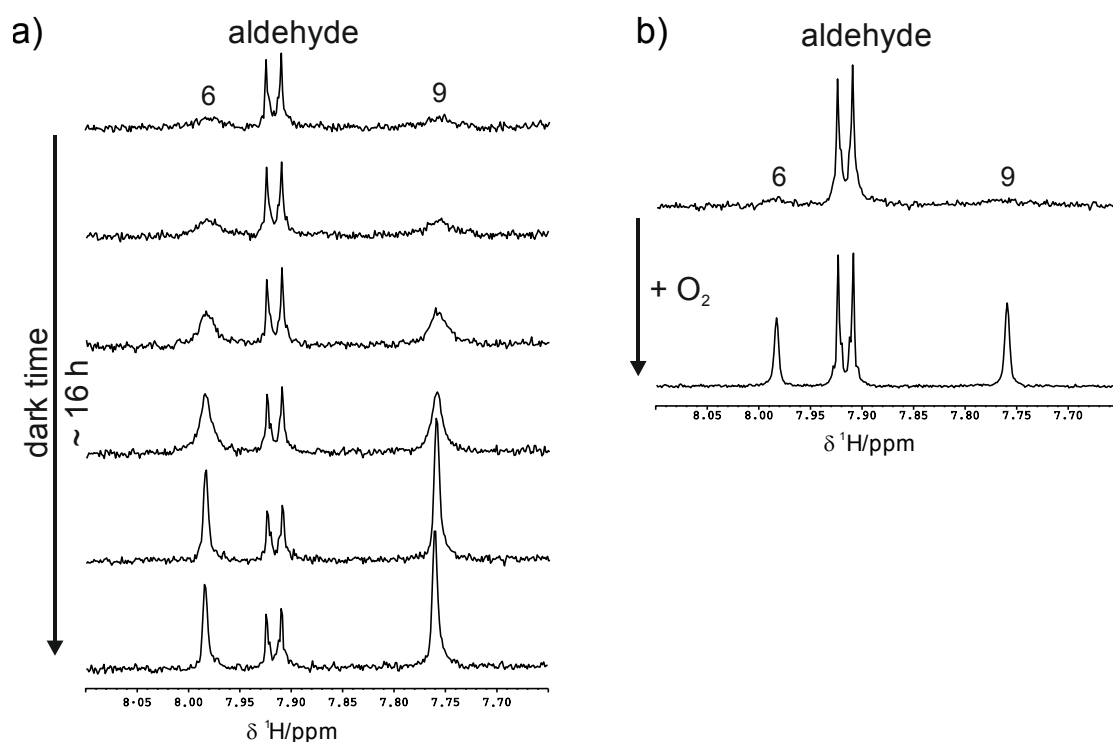 a)
aldehyde
6
9
dark time
~ 16 h
8.05 8.00 7.95 7.90 7.85 7.80 7.75 7.70
δ ¹H/ppm
b)
aldehyde
6
9
+ O₂
8.05 8.00 7.95 7.90 7.85 7.80 7.75 7.70
δ ¹H/ppm